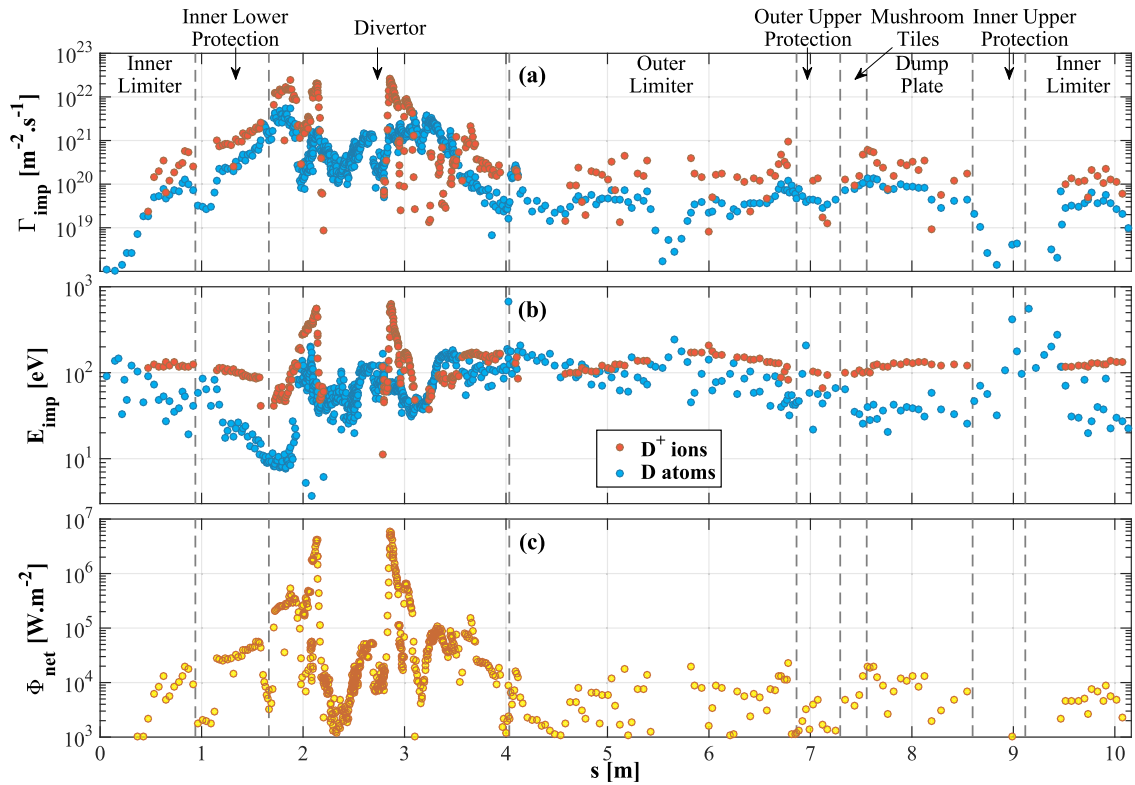 Inner Lower
Protection
Divertor
Outer Upper
Protection
Mushroom
Tiles
Inner Upper
Protection
Inner
Limiter
Outer
Limiter
Dump
Plate
Inner
Limiter
(a)
10^23
10^22
10^21
10^20
10^19
Γ_imp [m^-2.s^-1]
(b)
10^3
10^2
10^1
E_imp [eV]
D^+ ions
D atoms
(c)
10^7
10^6
10^5
10^4
10^3
Φ_net [W.m^-2]
0 1 2 3 4 5 6 7 8 9 10
s [m]